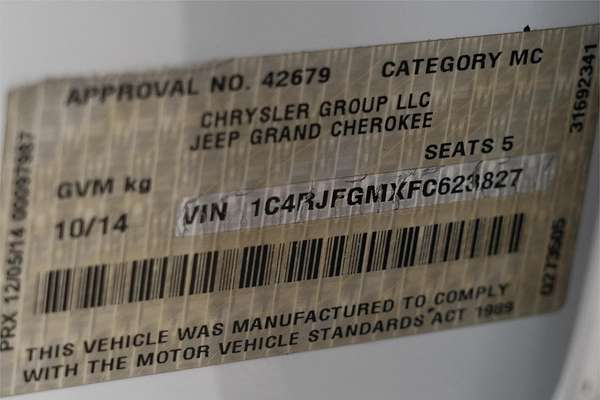 APPROVAL NO. 42679 CATEGORY MC
CHRYSLER GROUP LLC
JEEP GRAND CHEROKEE
SEATS 5
GVM kg
10/14
VIN 1C4RJFGMXFC623827
THIS VEHICLE WAS MANUFACTURED TO COMPLY
WITH THE MOTOR VEHICLE STANDARDS ACT 1989
PRX 12/05/14 00097987
31692341
0273505